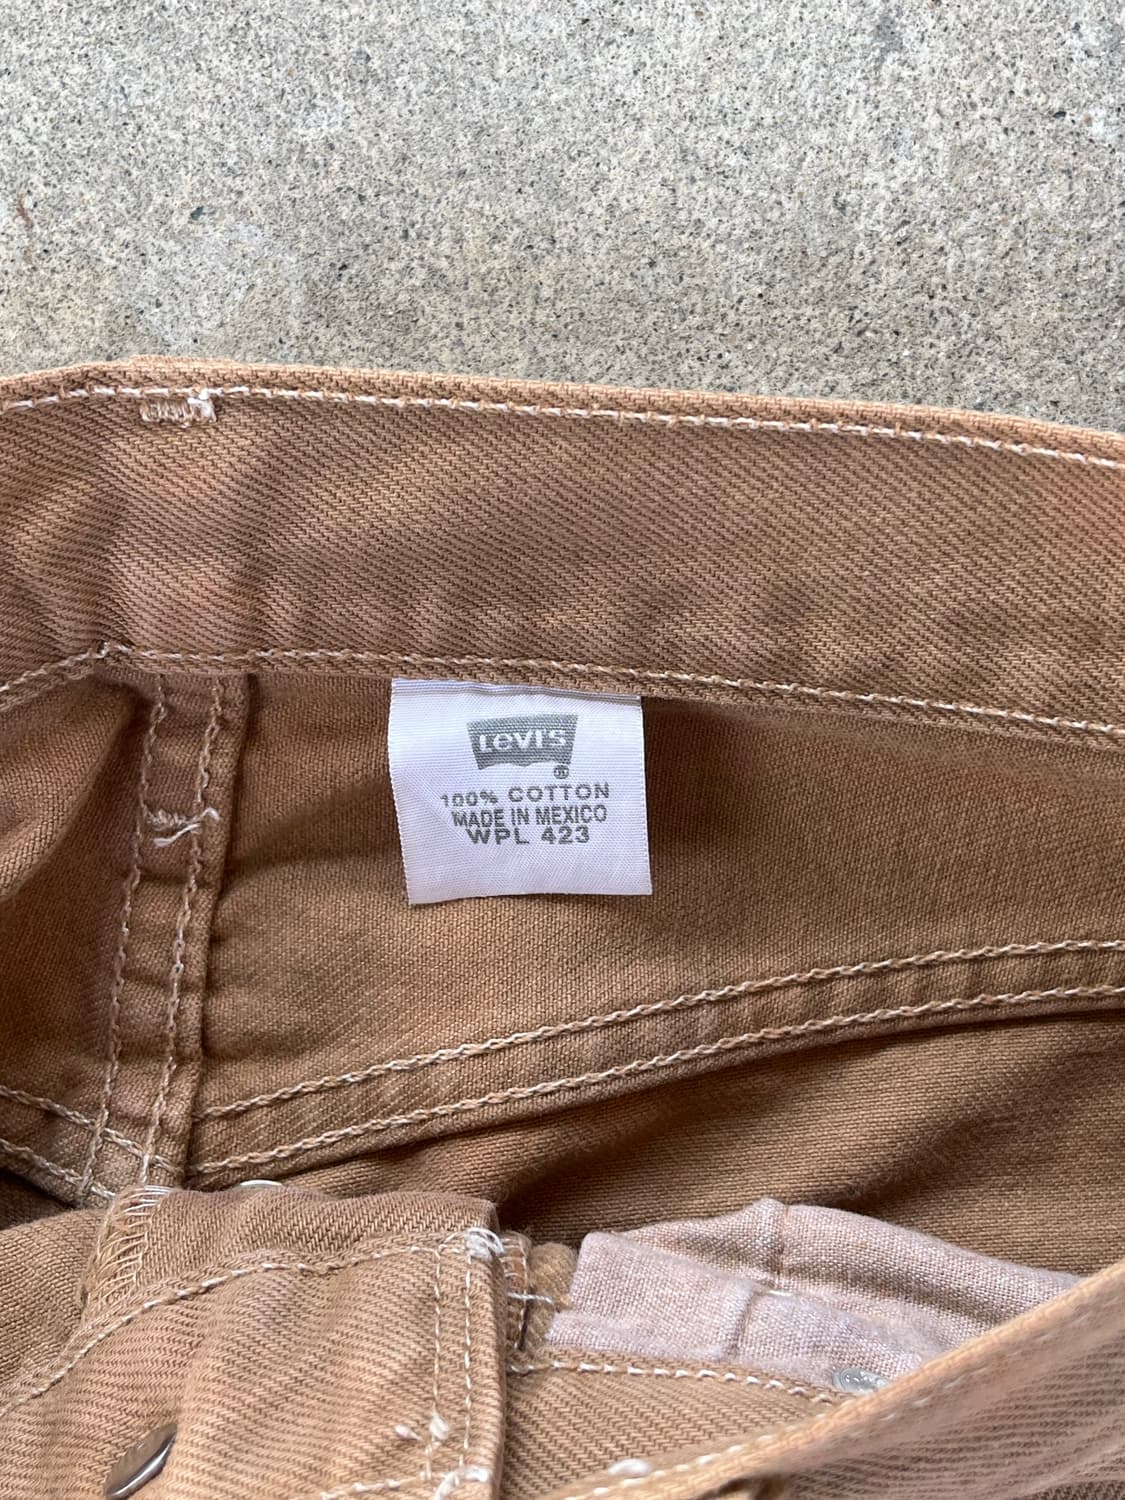 Levi's
®
100% COTTON
MADE IN MEXICO
WPL 423